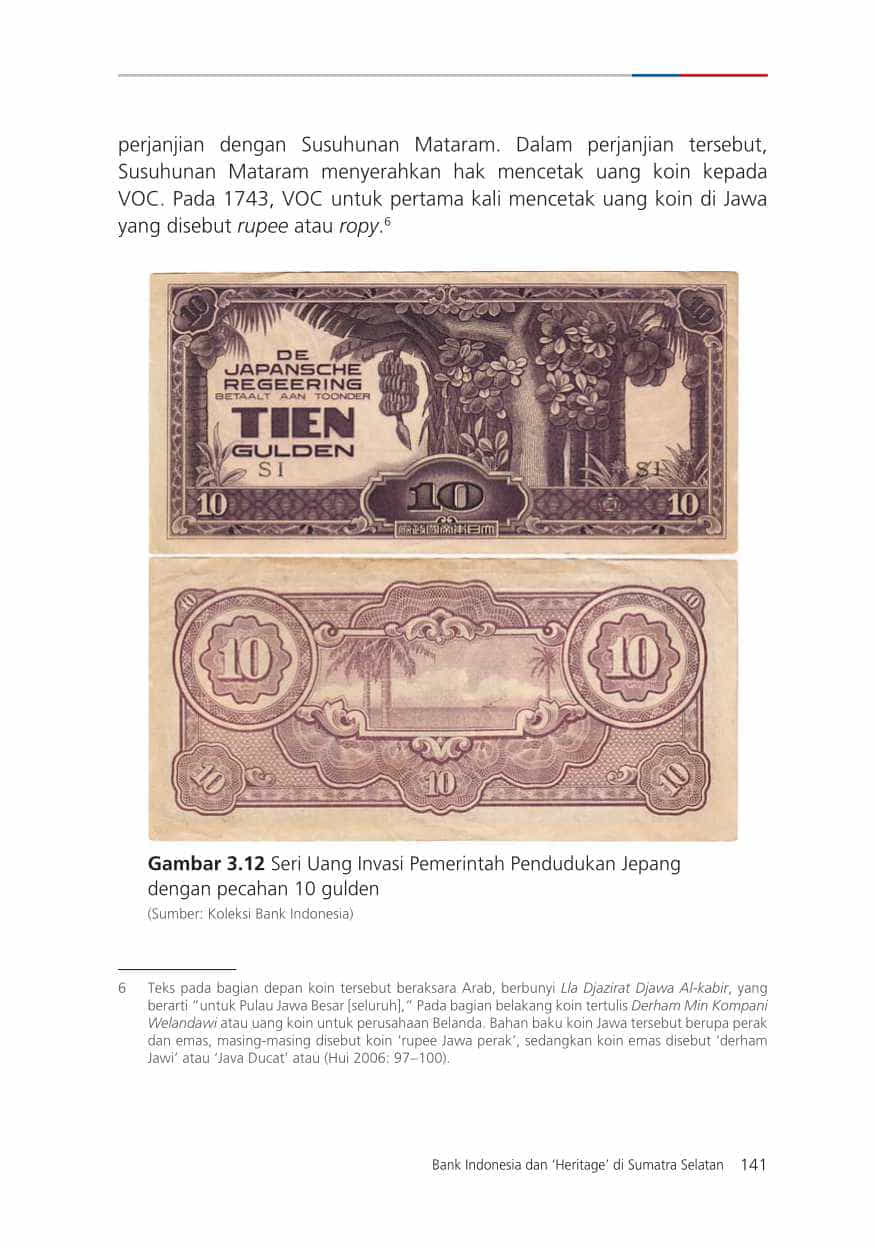 perjanjian dengan Susuhunan Mataram. Dalam perjanjian tersebut,
Susuhunan Mataram menyerahkan hak mencetak uang koin kepada
VOC. Pada 1743, VOC untuk pertama kali mencetak uang koin di Jawa
yang disebut rupee atau ropy.6
10
10
DE
JAPANSCHE
REGEERING
BETAALT AAN TOONDER
TIEN
GULDEN
SI
SI
10
10
10
10
10
10
10
10
10
10
Gambar 3.12 Seri Uang Invasi Pemerintah Pendudukan Jepang
dengan pecahan 10 gulden
(Sumber: Koleksi Bank Indonesia)
6 Teks pada bagian depan koin tersebut beraksara Arab, berbunyi Lla Djazirat Djawa Al-kabir, yang
berarti “untuk Pulau Jawa Besar [seluruh],” Pada bagian belakang koin tertulis Derham Min Kompani
Welandawi atau uang koin untuk perusahaan Belanda. Bahan baku koin Jawa tersebut berupa perak
dan emas, masing-masing disebut koin ‘rupee Jawa perak’, sedangkan koin emas disebut ‘derham
Jawi’ atau ‘Java Ducat’ atau (Hui 2006: 97–100).
Bank Indonesia dan ‘Heritage’ di Sumatra Selatan 141